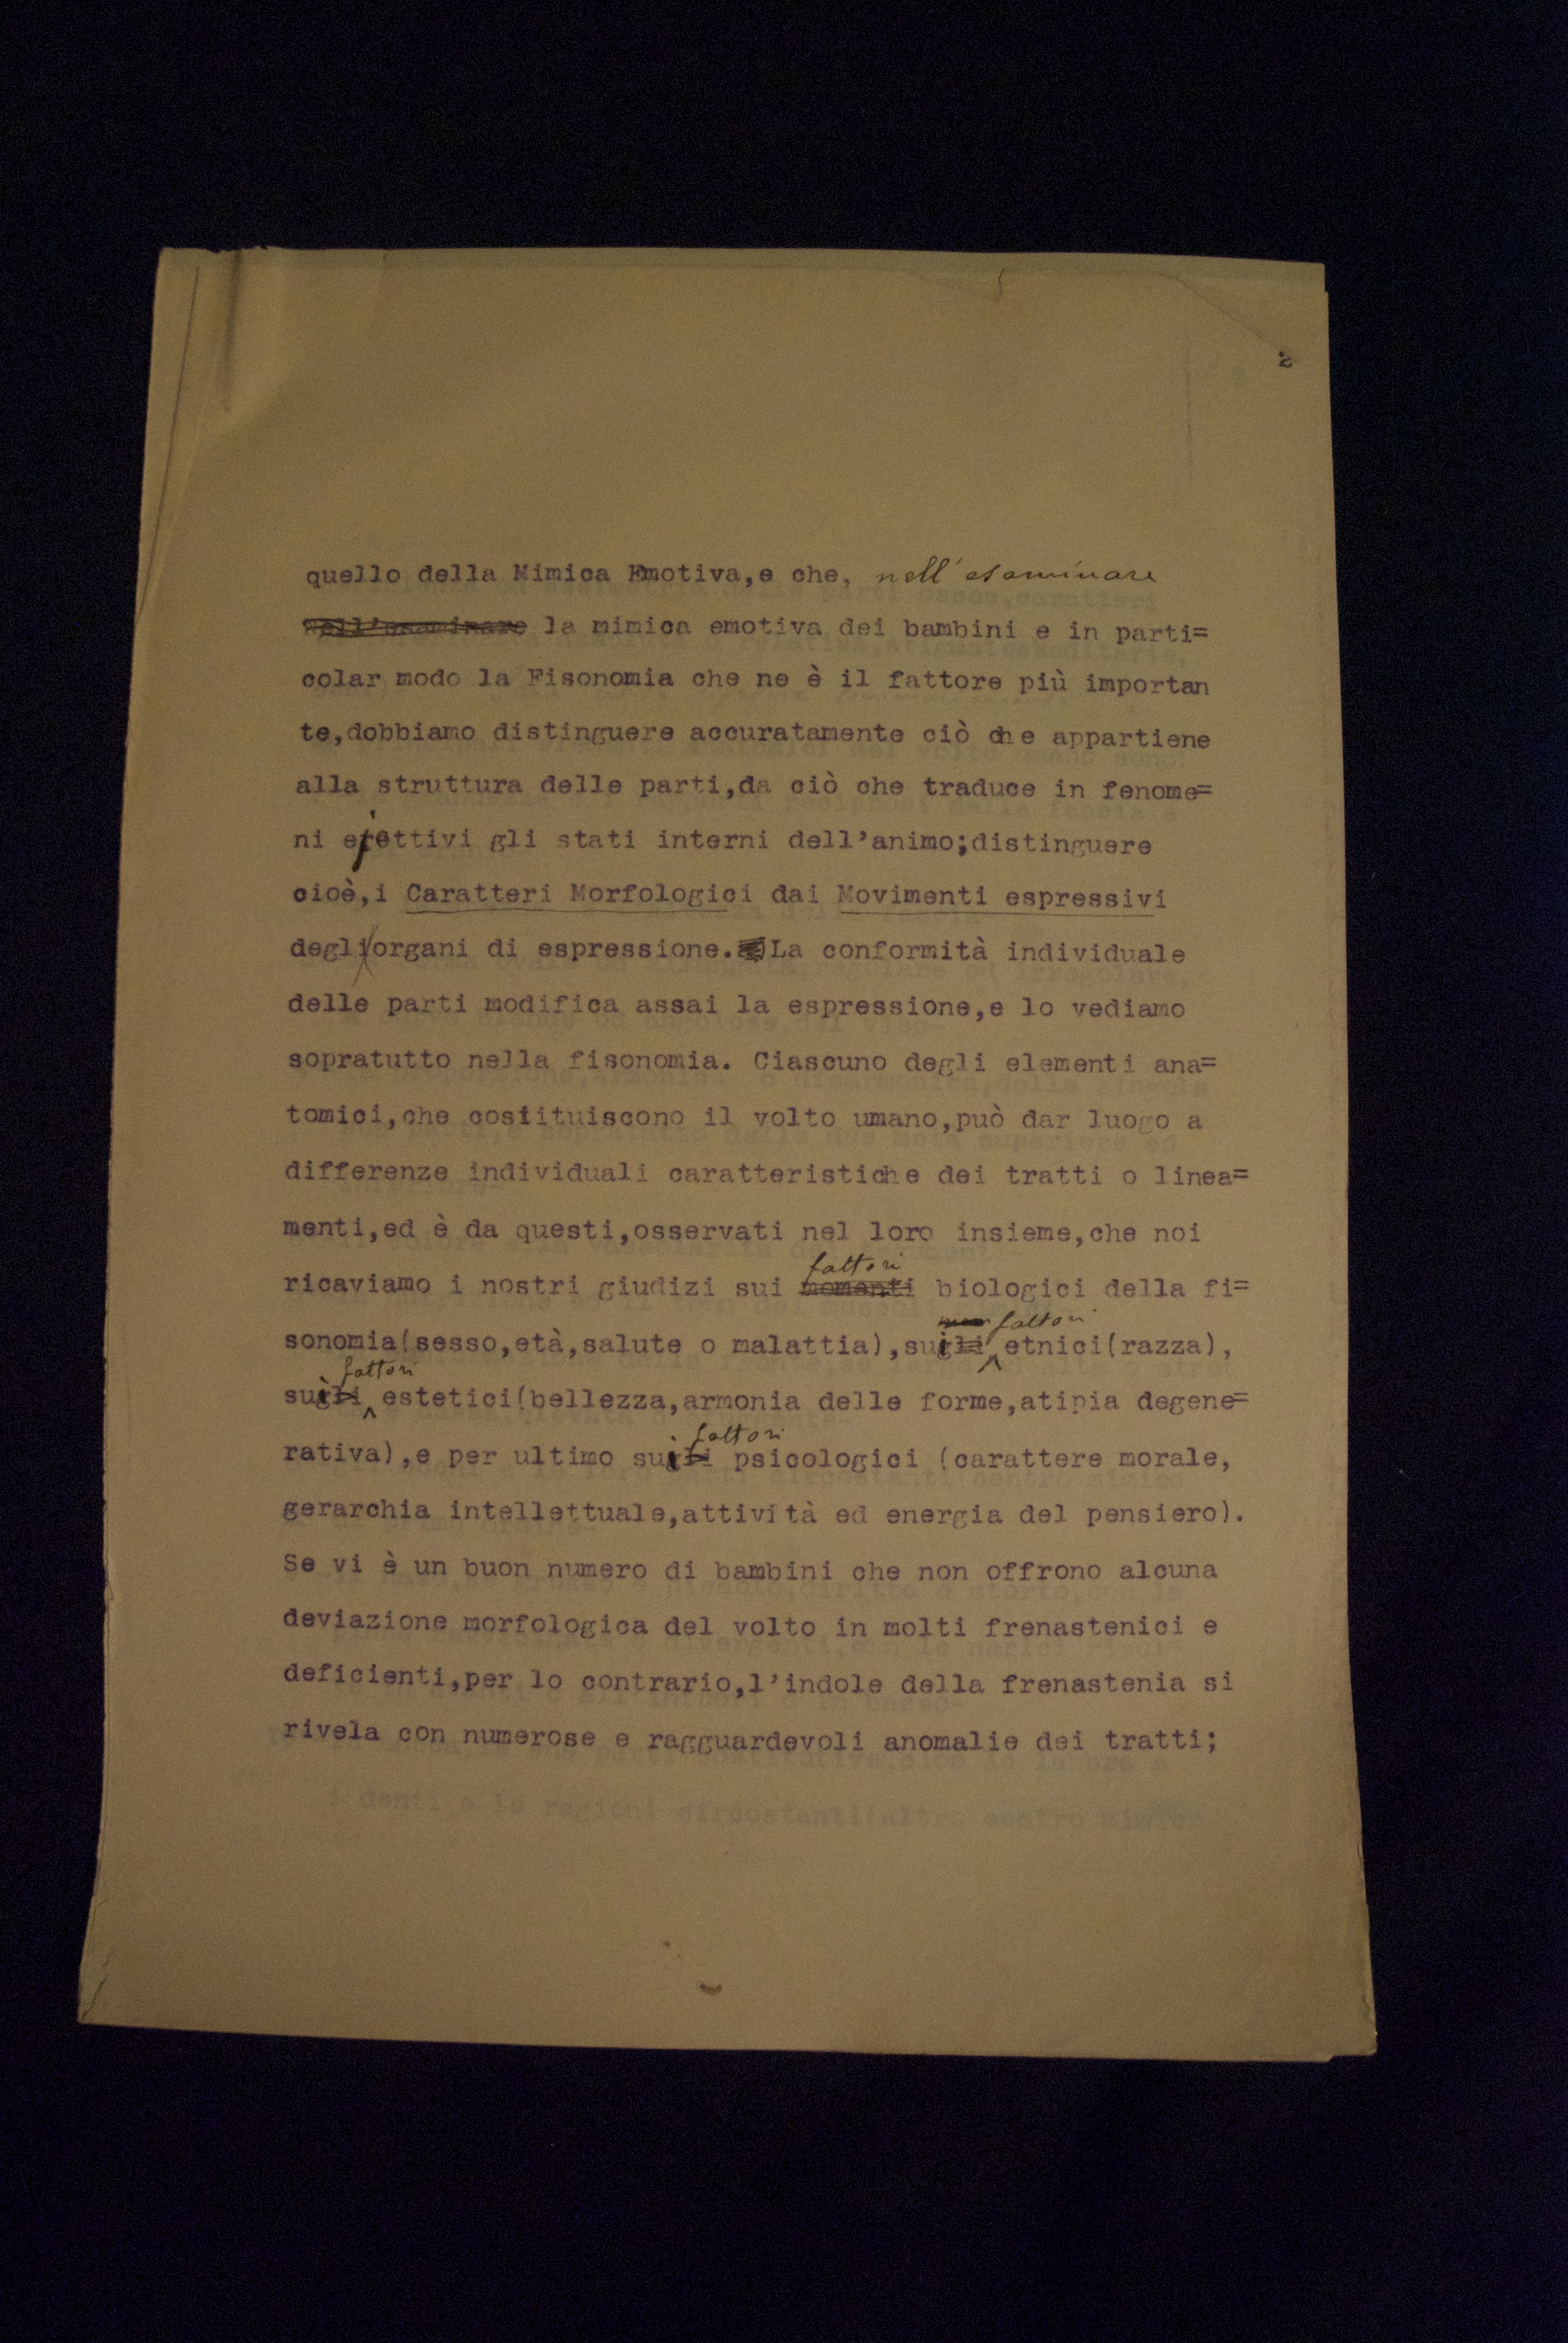 2
quello della Mimica Emotiva,e che, nell'esaminare
nell'esaminare la mimica emotiva dei bambini e in parti=
colar modo la Fisonomia che ne è il fattore più importan
te,dobbiamo distinguere accuratamente ciò che appartiene
alla struttura delle parti,da ciò che traduce in fenome=
ni ejettivi gli stati interni dell'animo;distinguere
cioè,i Caratteri Morfologici dai Movimenti espressivi
degli organi di espressione. La conformità individuale
delle parti modifica assai la espressione,e lo vediamo
sopratutto nella fisonomia. Ciascuno degli elementi ana=
tomici,che cosiituiscono il volto umano,può dar luogo a
differenze individuali caratteristiche dei tratti o linea=
menti,ed è da questi,osservati nel loro insieme,che noi
fattori
ricaviamo i nostri giudizi sui momenti biologici della fi=
fattori
sonomia(sesso,età,salute o malattia),sugli etnici(razza),
fattori
sugli estetici(bellezza,armonia delle forme,atipia degene=
fattori
rativa),e per ultimo sugli psicologici (carattere morale,
gerarchia intellettuale,attività ed energia del pensiero).
Se vi è un buon numero di bambini che non offrono alcuna
deviazione morfologica del volto in molti frenastenici e
deficienti,per lo contrario,l'indole della frenastenia si
rivela con numerose e ragguardevoli anomalie dei tratti;